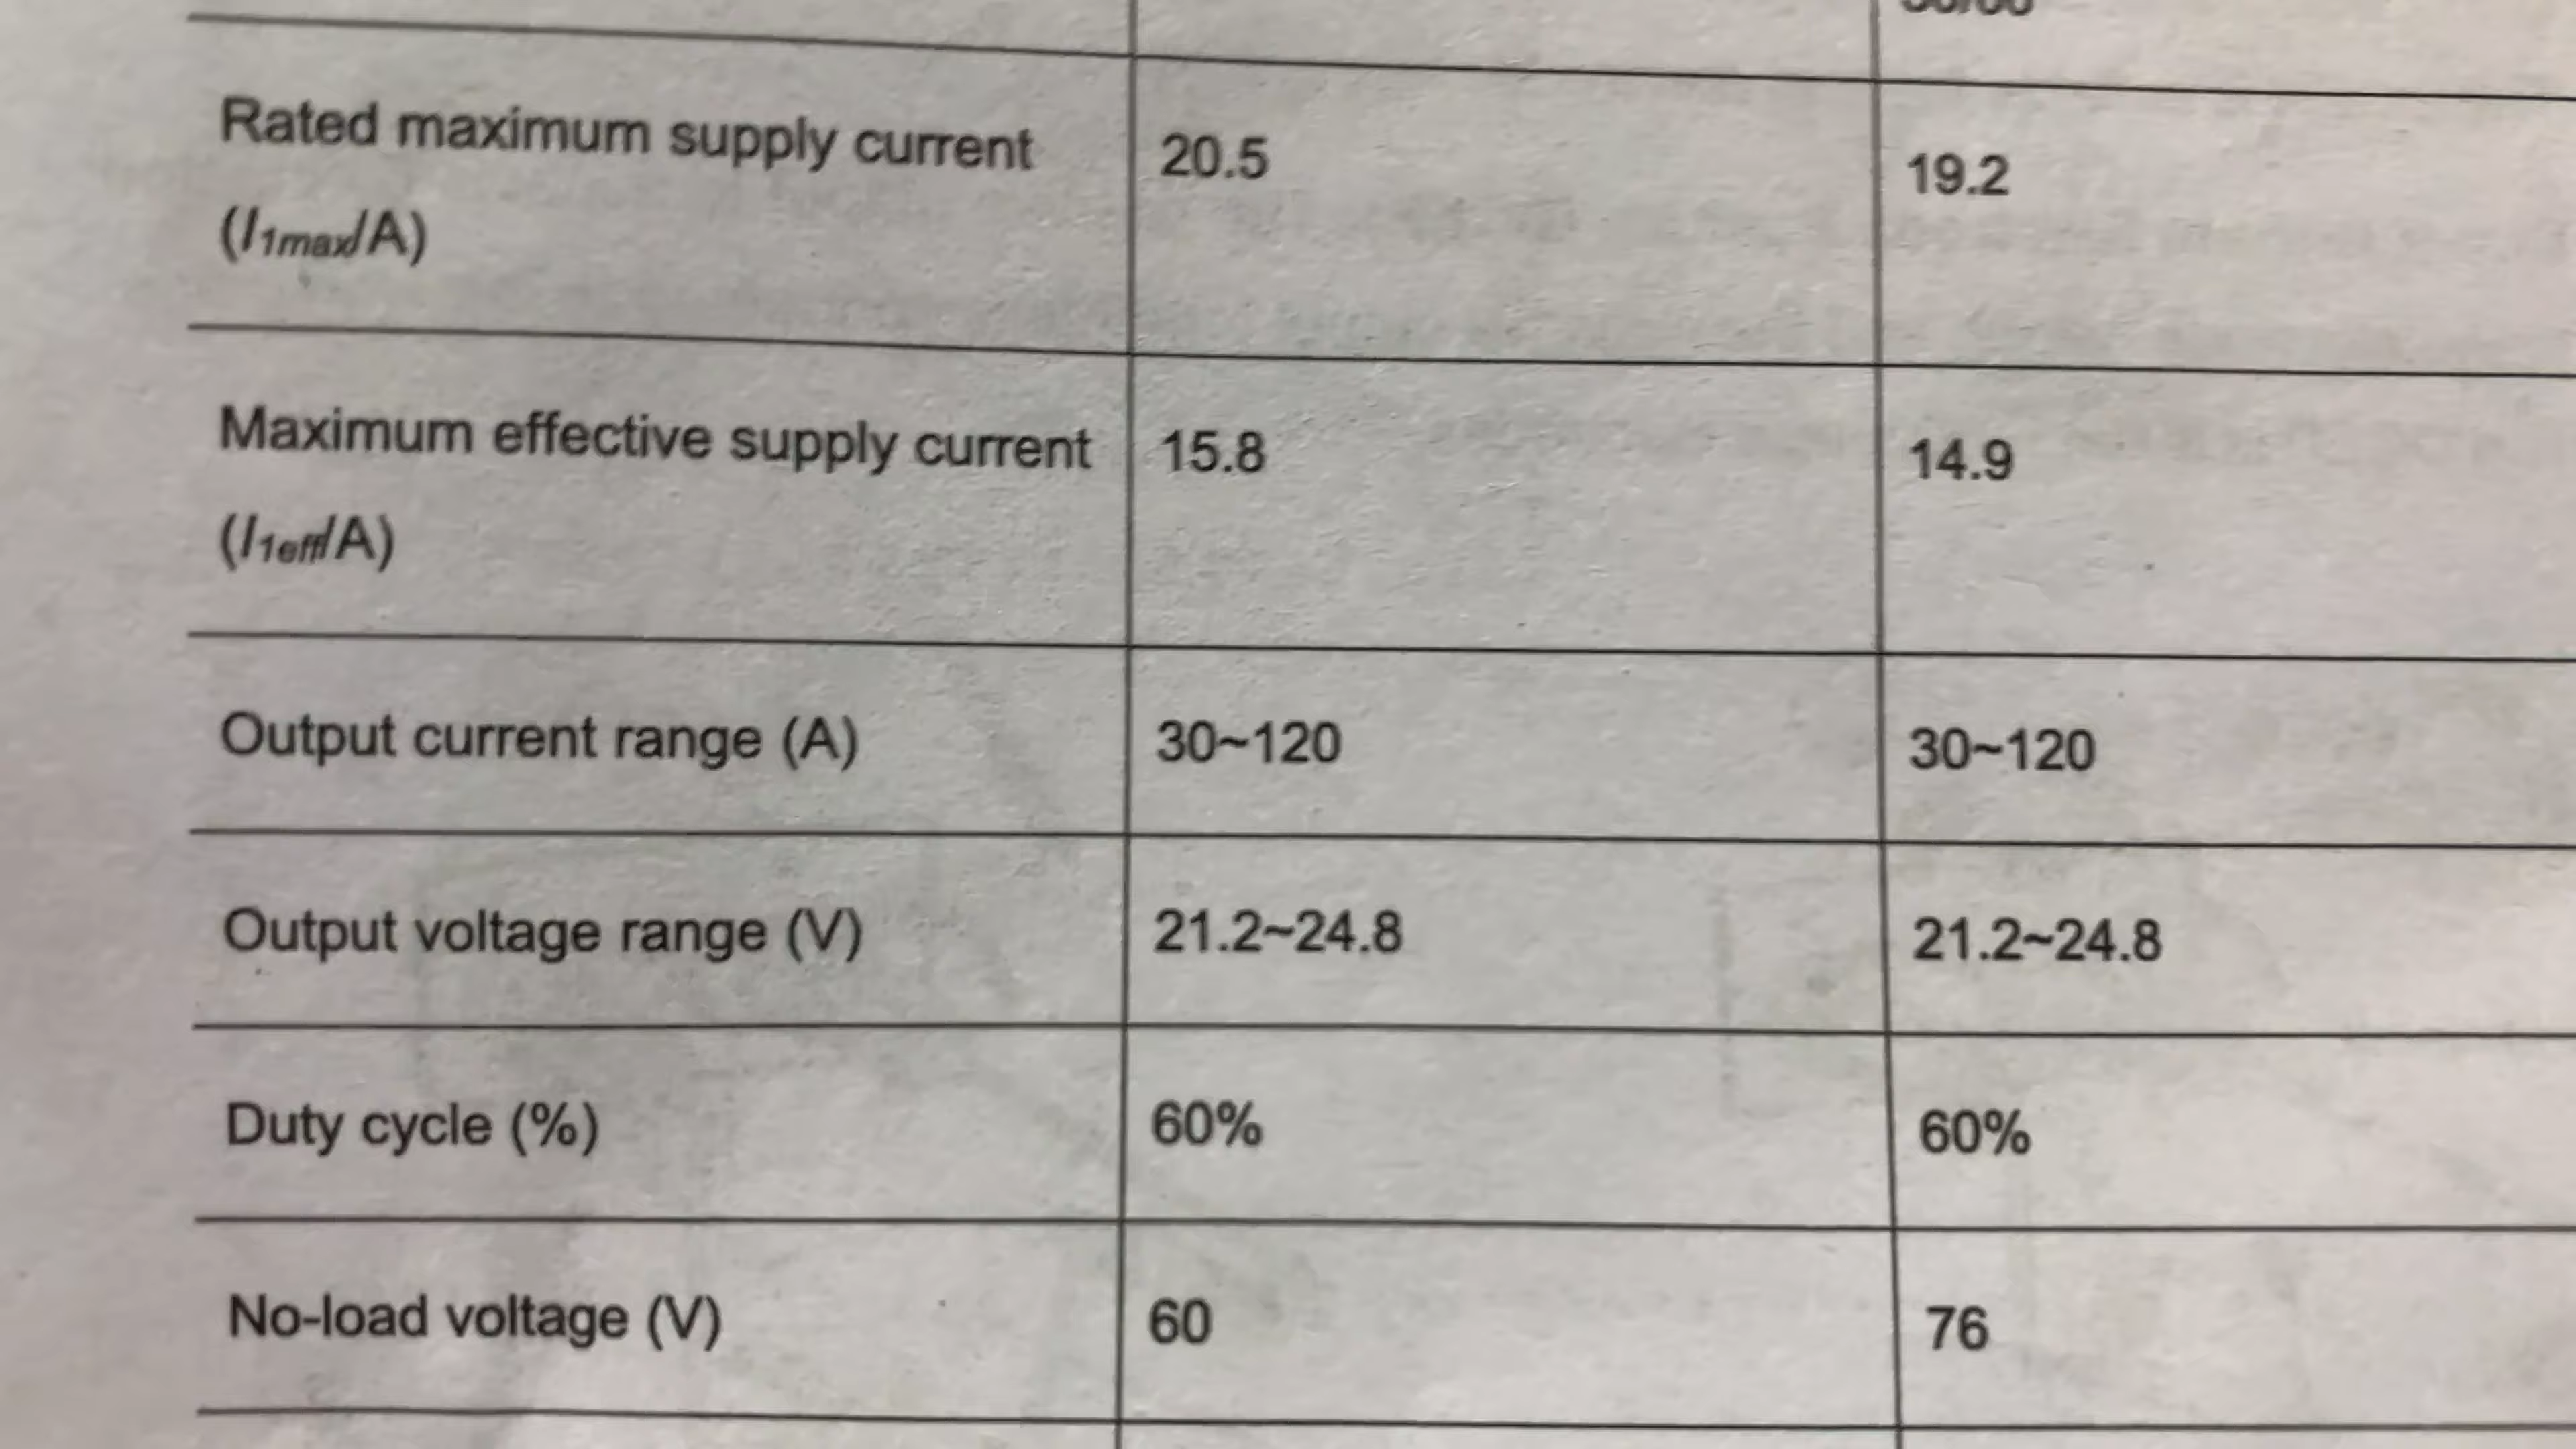 Rated maximum supply current 20.5 19.2
(I1max/A)
Maximum effective supply current 15.8 14.9
(I1eff/A)
Output current range (A) 30~120 30~120
Output voltage range (V) 21.2~24.8 21.2~24.8
Duty cycle (%) 60% 60%
No-load voltage (V) 60 76